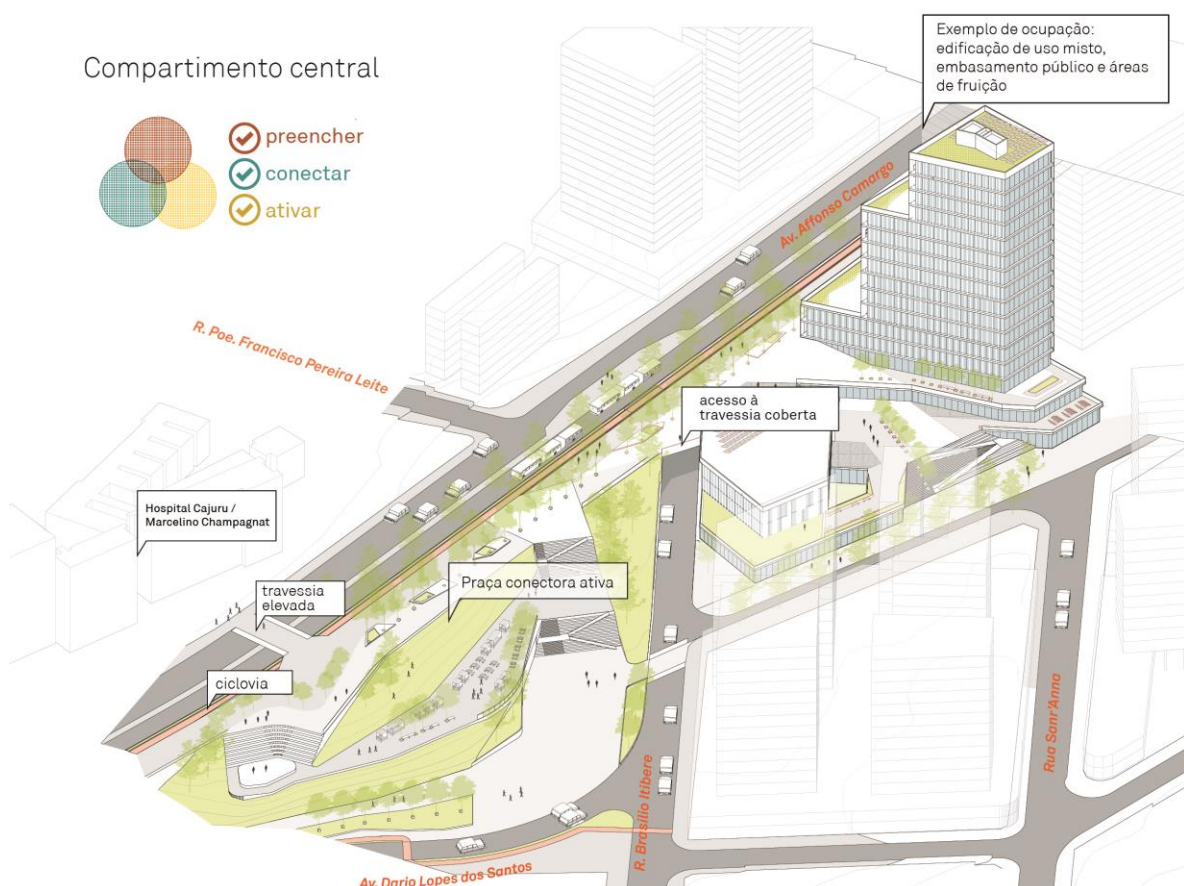 Compartimento central
preencher
conectar
ativar
Exemplo de ocupação:
edificação de uso misto,
embasamento público e áreas
de fruição
Av. Affonso Camargo
R. Poe. Francisco Pereira Leite
acesso à
travessia coberta
Hospital Cajuru /
Marcelino Champagnat
travessia
elevada
Praça conectora ativa
ciclovia
R. Brasílio Itibere
Rua Sanr'Anna
Av. Dario Lopes dos Santos